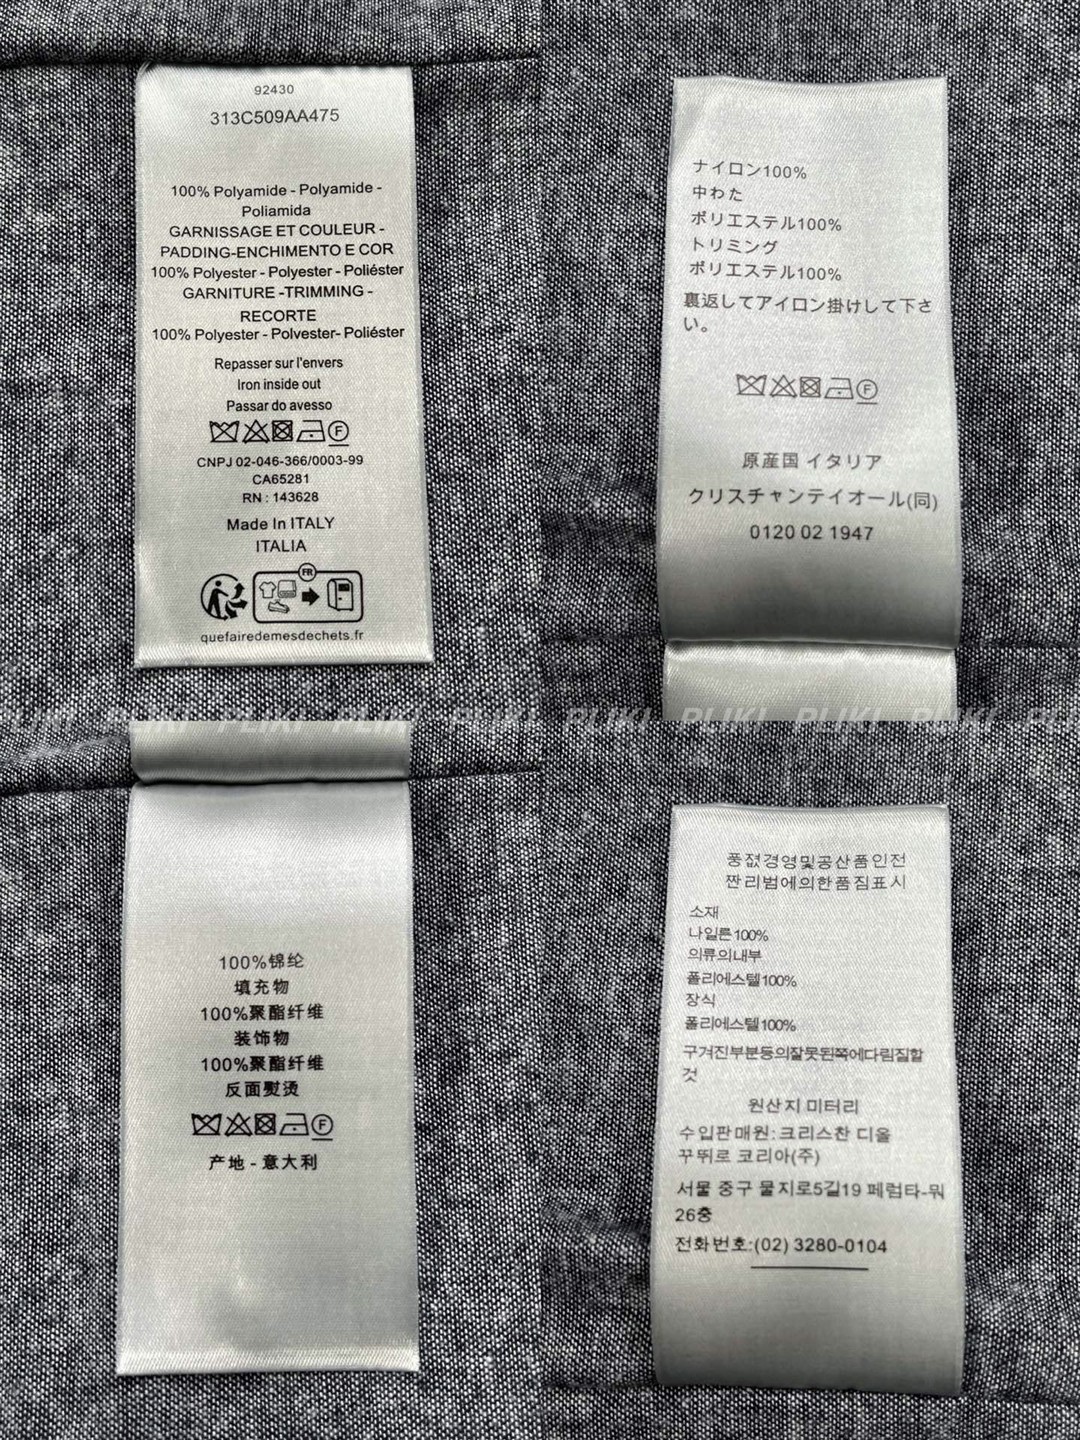 92430
313C509AA475
100% Polyamide - Polyamide -
Poliamida
GARNISSAGE ET COULEUR -
PADDING-ENCHIMENTO E COR
100% Polyester - Polyester - Poliéster
GARNITURE -TRIMMING -
RECORTE
100% Polyester - Polvester- Poliéster
Repasser sur l'envers
Iron inside out
Passar do avesso
F
CNPJ 02-046-366/0003-99
CA65281
RN : 143628
Made In ITALY
ITALIA
FR
quefairedemesdechets.fr
ナイロン100%
中わた
ポリエステル100%
トリミング
ポリエステル100%
裏返してアイロン掛けして下さ
い。
F
原産国 イタリア
クリスチャンテイオール(同)
0120 02 1947
PLIKI PLIKI PLIKI PLIKI PLIKI PLIKI PLIKI PLIKI
100%锦纶
填充物
100%聚酯纤维
装饰物
100%聚酯纤维
反面熨烫
F
产地 - 意大利
풍젒경영및공산품인전
짠리범에의한품짐표시
소재
나일른100%
의류의내부
폴리에스텔100%
장식
폴리에스텔100%
구겨진부분등의잘못된쪽에다림질할
것
원산지 미터리
수입판매원: 크리스찬 디올
꾸뛰르 코리아(주)
서물 중구 물지로5길19 페럼타-뭐
26층
전화번호:(02) 3280-0104